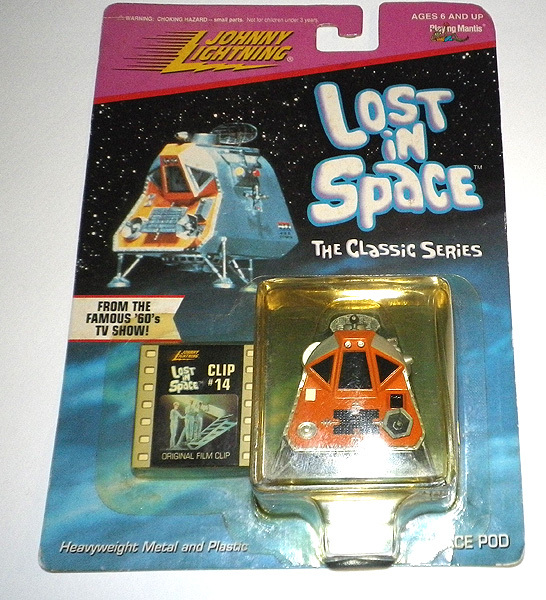 WARNING: CHOKING HAZARD — small parts. Not for children under 3 years.
AGES 6 AND UP
Playing Mantis
JOHNNY
LIGHTNING®
LOST
IN
SPACE™
THE CLASSIC SERIES
FROM THE
FAMOUS '60's
TV SHOW!
JOHNNY
LIGHTNING
LOST
IN
SPACE
CLIP
#14
ORIGINAL FILM CLIP
Heavyweight Metal and Plastic
CE POD